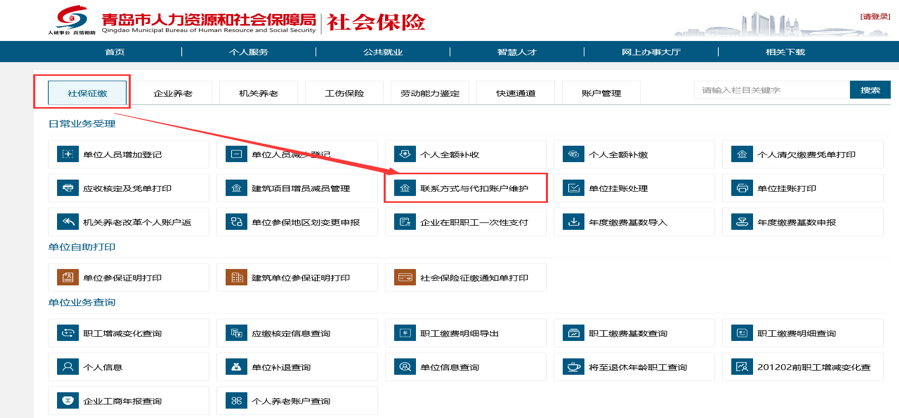 青岛市人力资源和社会保障局 社会保险
Qingdao Municipal Bureau of Human Resource and Social Security
人诚事公 真情相助
[请登录]
首页 个人服务 公共就业 智慧人才 网上办事大厅 相关下载
社保征缴 企业养老 机关养老 工伤保险 劳动能力鉴定 快速通道 账户管理 请输入栏目关键字 搜索
日常业务受理
单位人员增加登记 单位人员减少登记 个人全额补收 个人全额补缴 个人清欠缴费凭单打印
应收核定及凭单打印 建筑项目增员减员管理 联系方式与代扣账户维护 单位挂账处理 单位挂账打印
机关养老改革个人账户返 单位参保地区划变更申报 企业在职职工一次性支付 年度缴费基数导入 年度缴费基数申报
单位自助打印
单位参保证明打印 建筑单位参保证明打印 社会保险征缴通知单打印
单位业务查询
职工增减变化查询 应缴核定信息查询 职工缴费明细导出 职工缴费基数查询 职工缴费明细查询
个人信息 单位补退查询 单位信息查询 将至退休年龄职工查询 201202前职工增减变化查
企业工商年报查询 个人养老账户查询